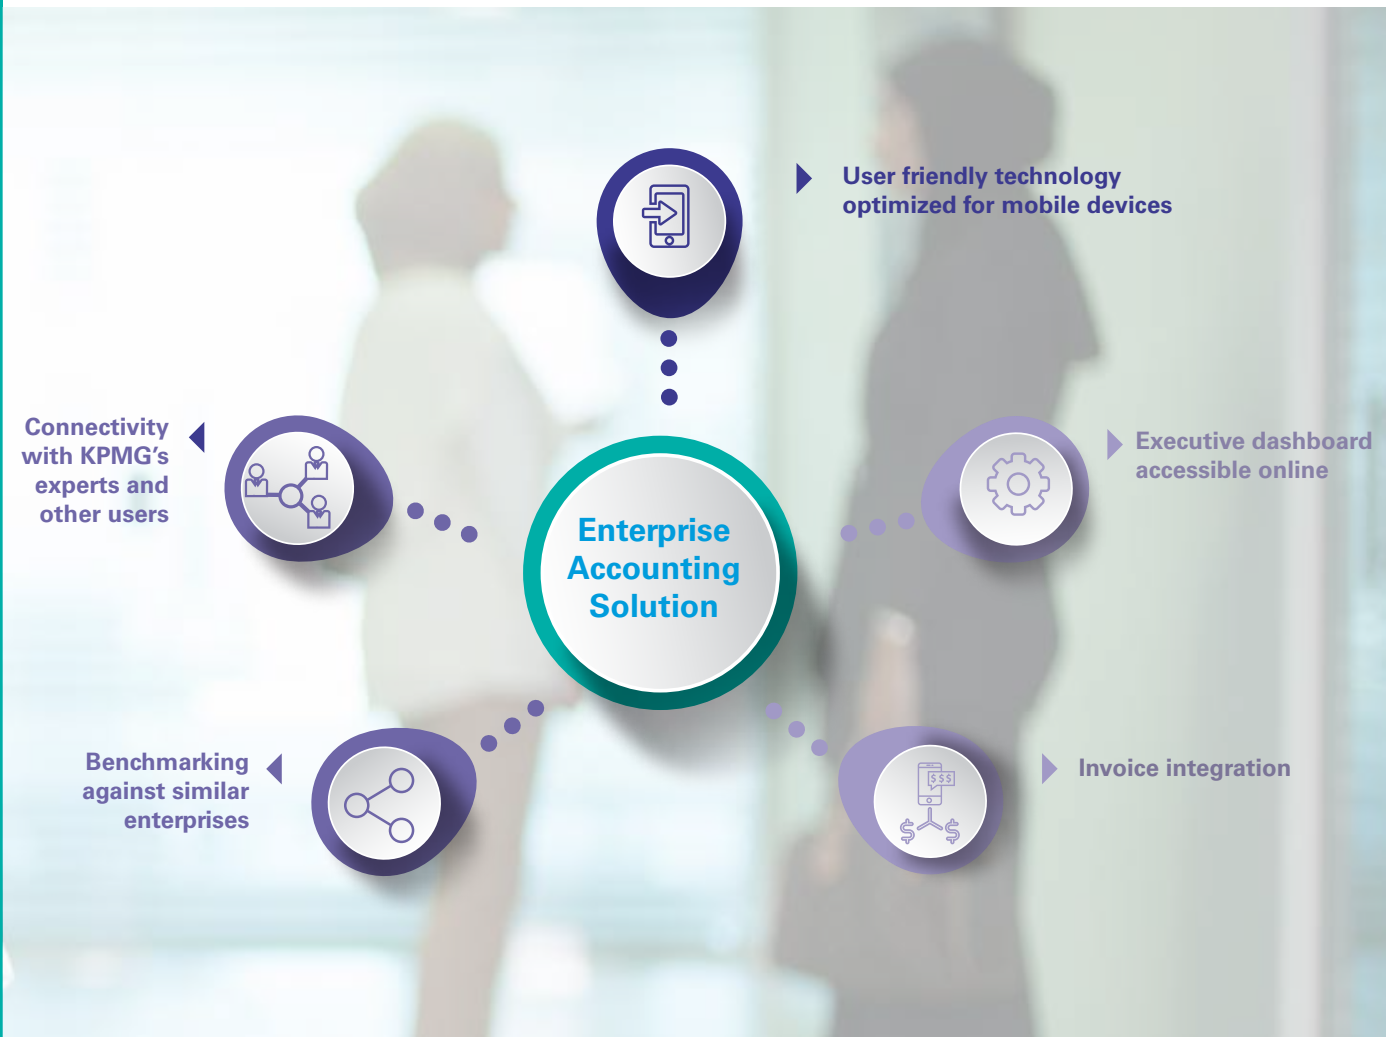 User friendly technology
optimized for mobile devices
Connectivity
with KPMG's
experts and
other users
Executive dashboard
accessible online
Enterprise
Accounting
Solution
Benchmarking
against similar
enterprises
Invoice integration
$$$
$ $